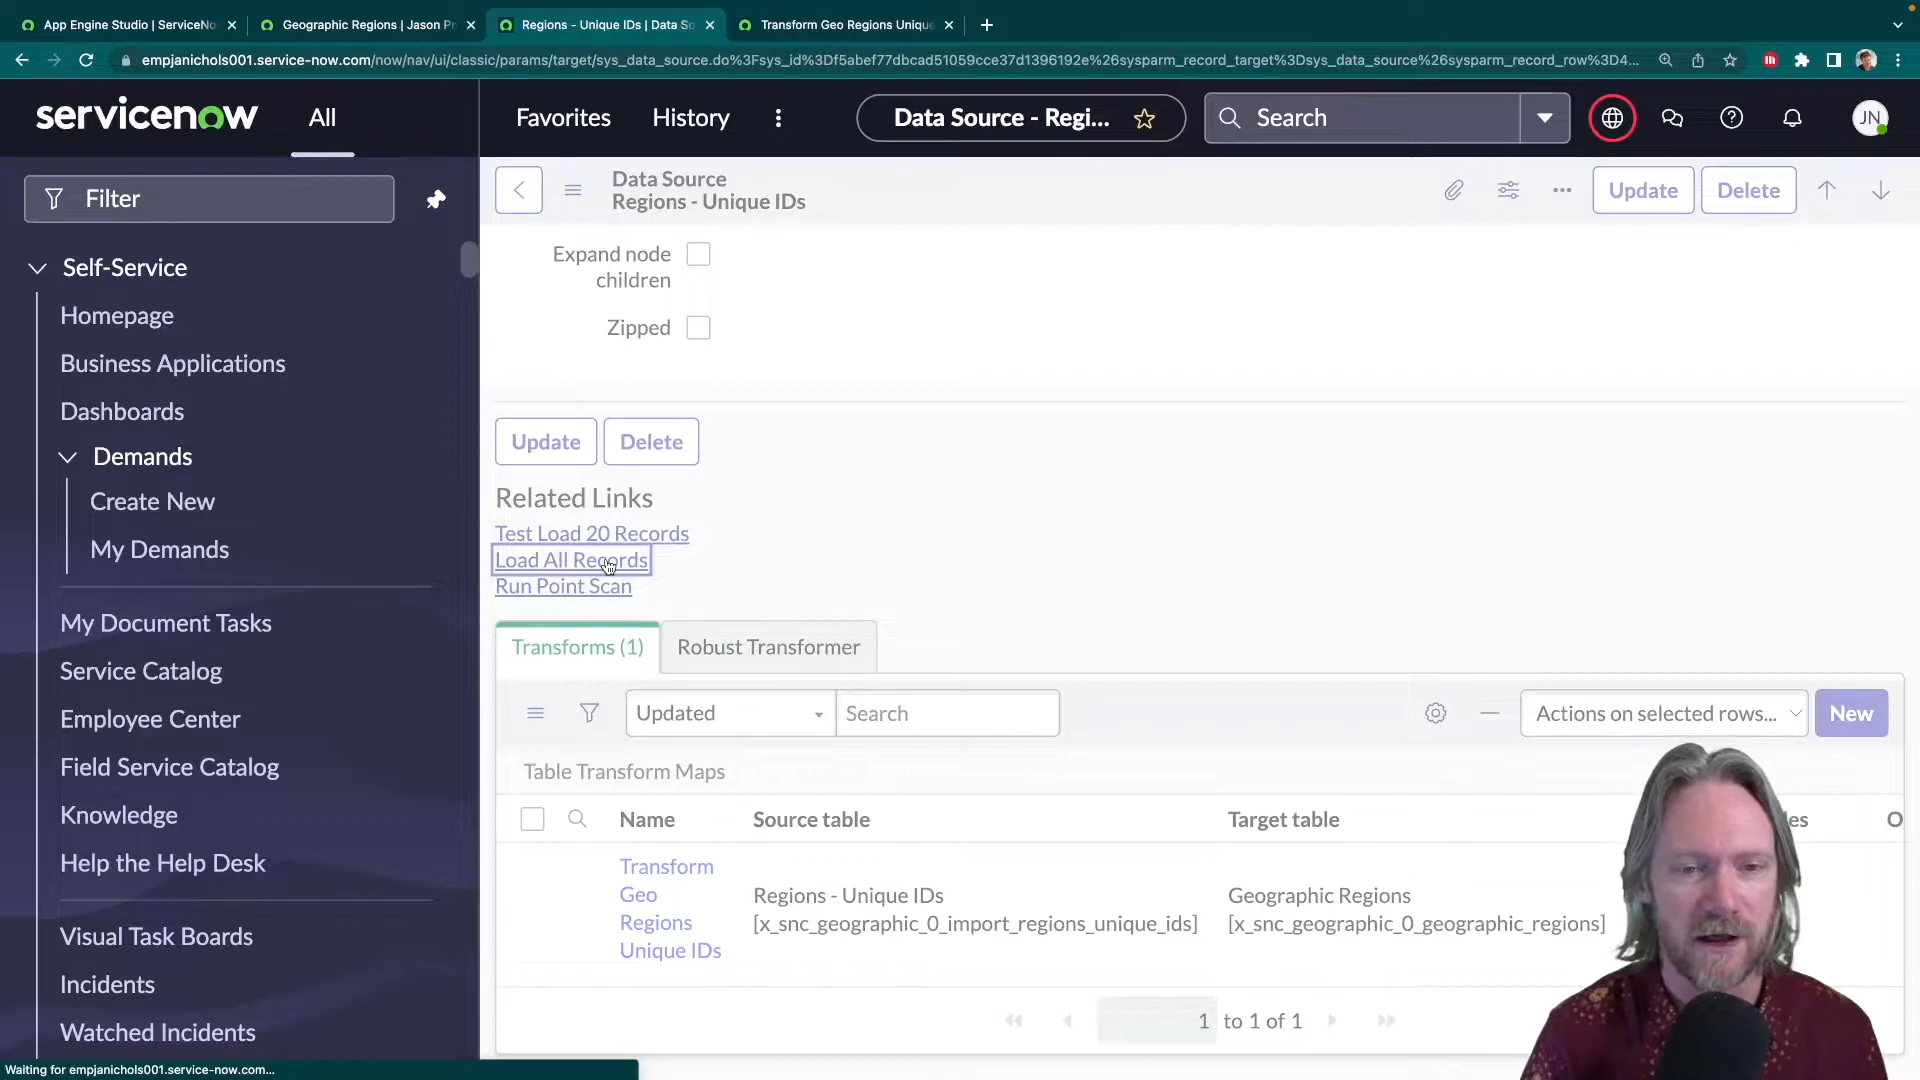 App Engine Studio | ServiceNo
Geographic Regions | Jason Pr
Regions - Unique IDs | Data So
Transform Geo Regions Unique
empjanichols001.service-now.com/now/nav/ui/classic/params/target/sys_data_source.do%3Fsys_id%3Df5abef77dbcad51059cce37d1396192e%26sysparm_record_target%3Dsys_data_source%26sysparm_record_row%3D4...
servicenow
All
Favorites
History
Data Source - Regi...
Search
JN
Filter
Data Source
Regions - Unique IDs
Update
Delete
Self-Service
Homepage
Business Applications
Dashboards
Demands
Create New
My Demands
My Document Tasks
Service Catalog
Employee Center
Field Service Catalog
Knowledge
Help the Help Desk
Visual Task Boards
Incidents
Watched Incidents
Expand node
children
Zipped
Update
Delete
Related Links
Test Load 20 Records
Load All Records
Run Point Scan
Transforms (1)
Robust Transformer
Updated
Search
Actions on selected rows...
New
Table Transform Maps
Name
Source table
Target table
es
O
Transform
Geo
Regions
Unique IDs
Regions - Unique IDs
[x_snc_geographic_0_import_regions_unique_ids]
Geographic Regions
[x_snc_geographic_0_geographic_regions]
1 to 1 of 1
Waiting for empjanichols001.service-now.com...